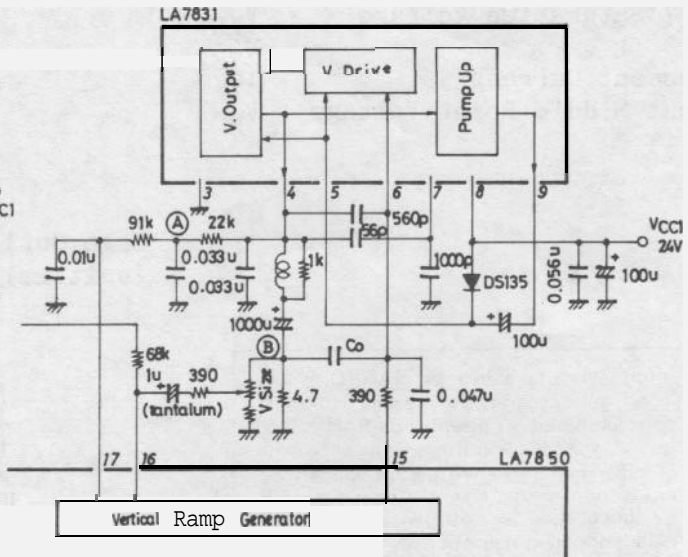 LA7831
V. Output
V Drive
Pump Up
3 4 5 6 7 8 9
C1
91k
A
22k
56p
560p
VCC1
24V
0.01u
0.033u
0.033u
1k
1000p
DS135
0.056u
100u
1000u
100u
B
Co
68k
1u
390
(tantalum)
V Size
4.7
390
0.047u
17 16 15 LA7850
Vertical Ramp Generator